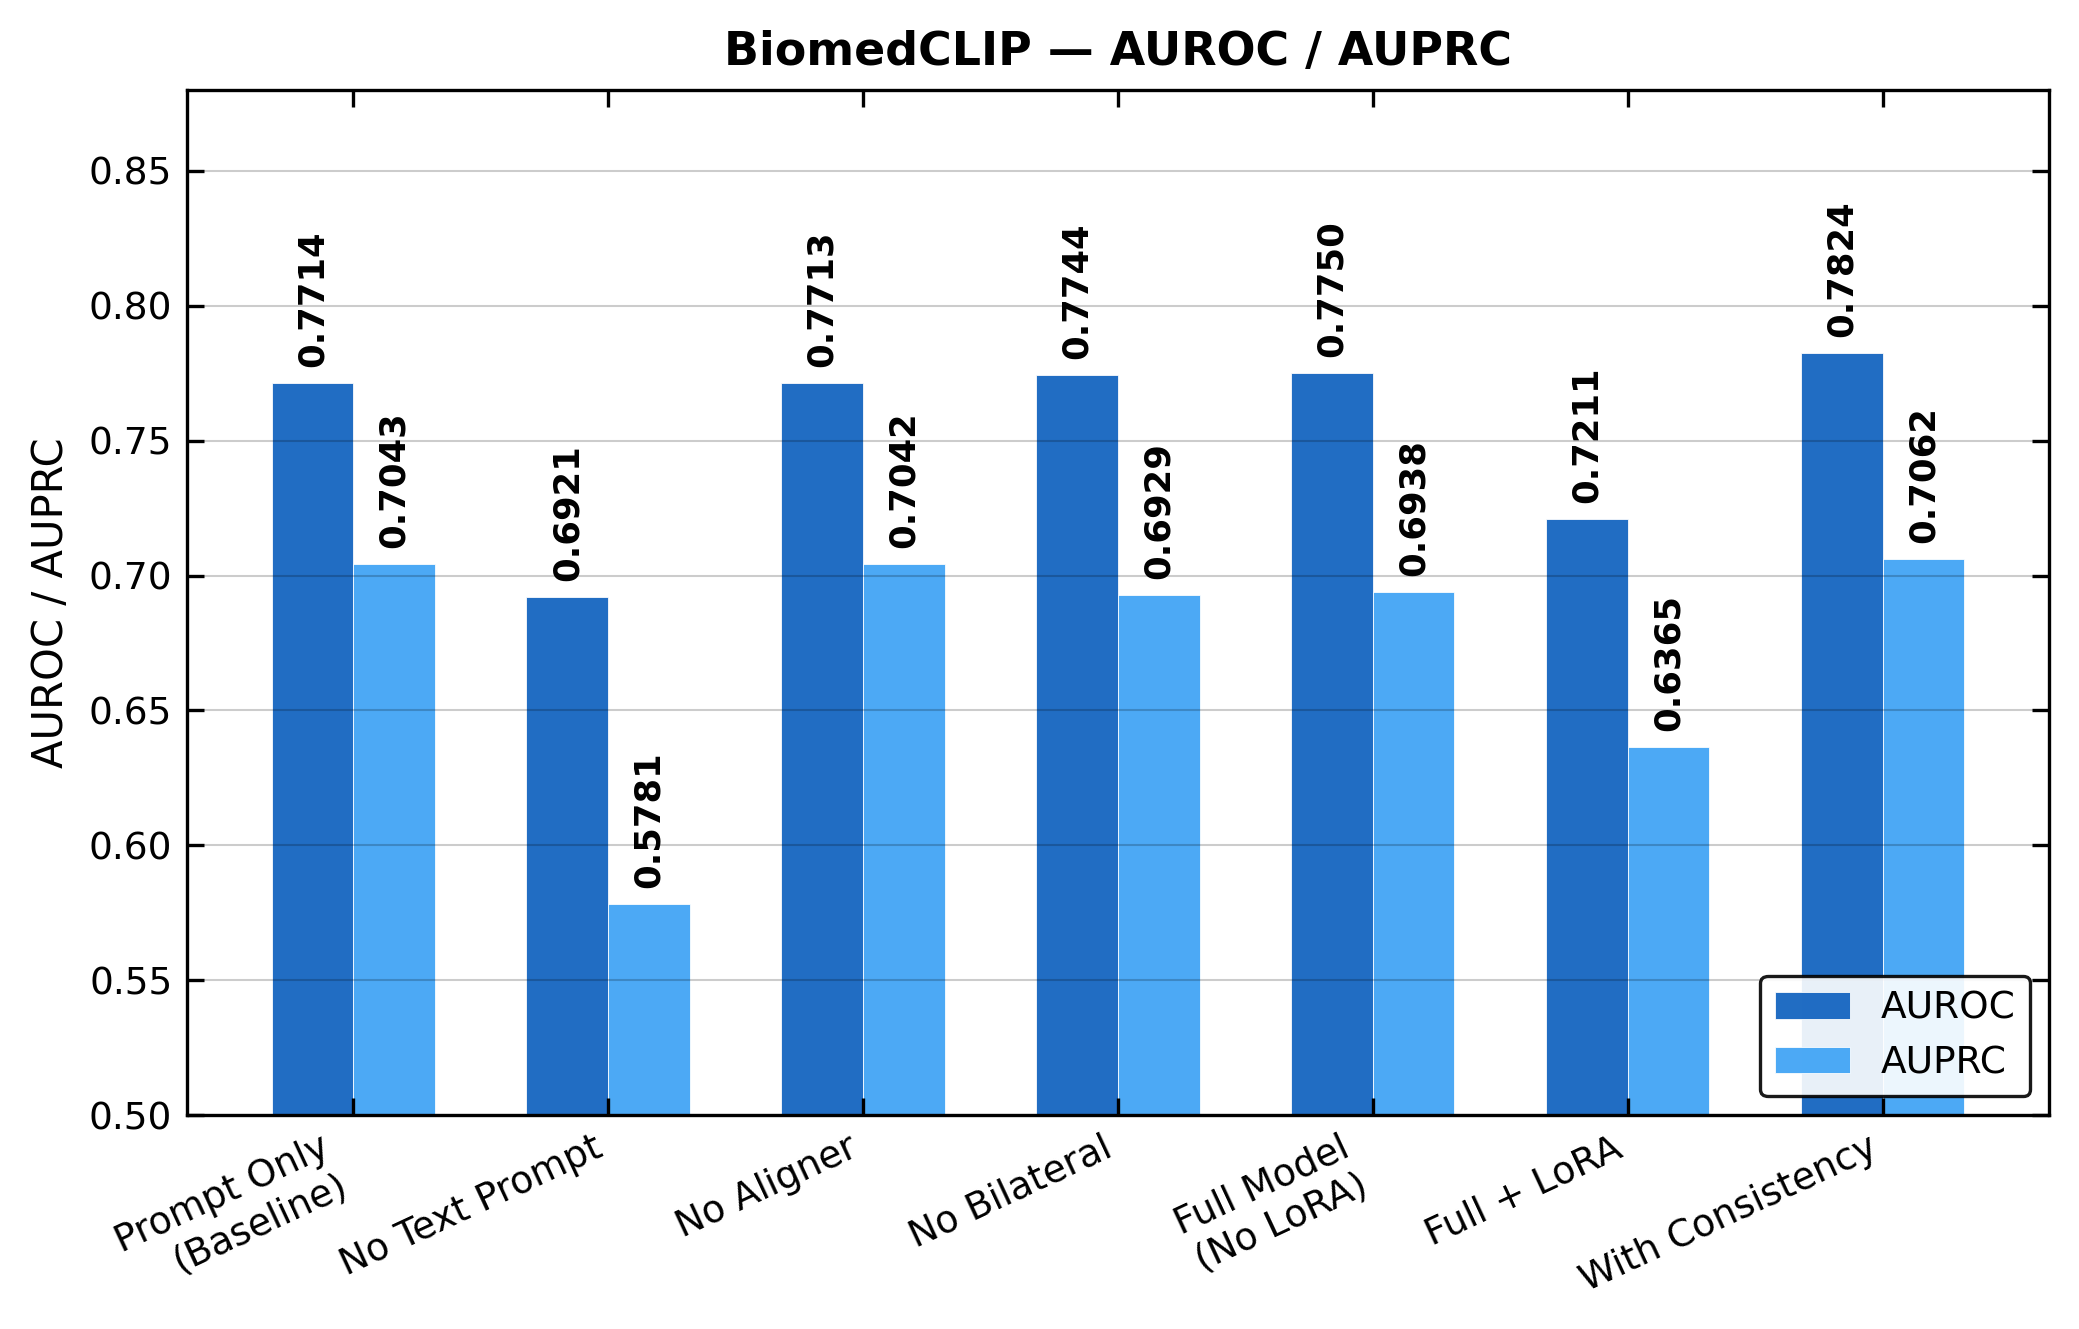 BiomedCLIP — AUROC / AUPRC
AUROC / AUPRC
0.85
0.80
0.75
0.70
0.65
0.60
0.55
0.50
0.7714
0.7043
0.6921
0.5781
0.7713
0.7042
0.7744
0.6929
0.7750
0.6938
0.7211
0.6365
0.7824
0.7062
AUROC
AUPRC
Prompt Only
(Baseline)
No Text Prompt
No Aligner
No Bilateral
Full Model
(No LoRA)
Full + LoRA
With Consistency